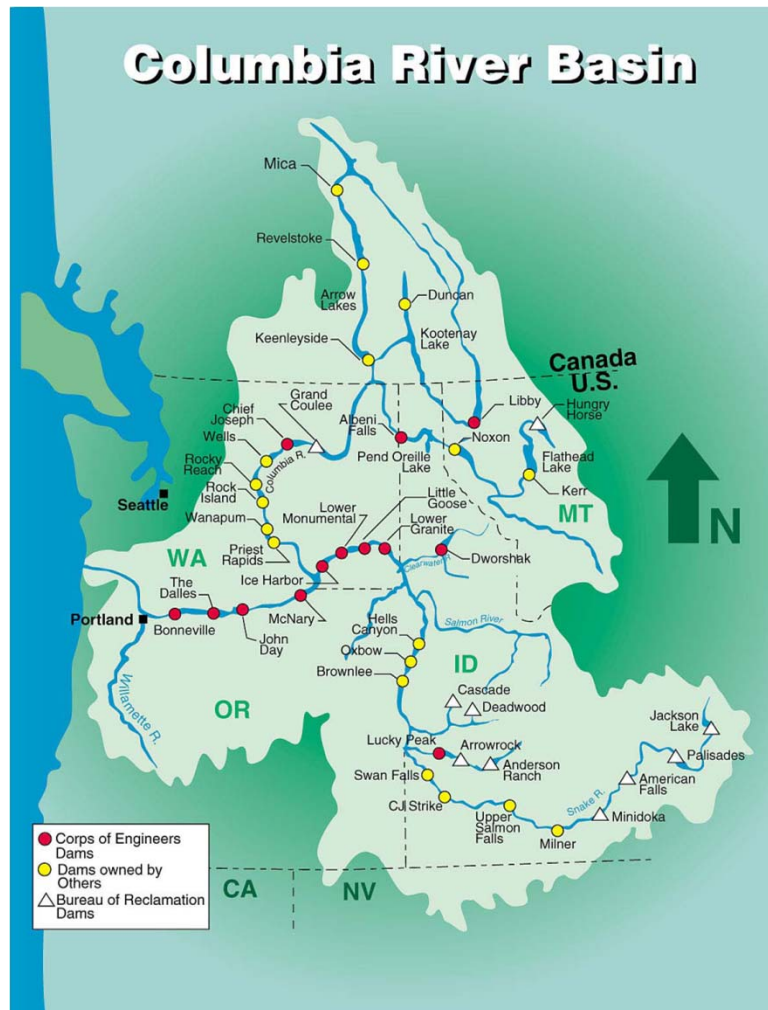 Columbia River Basin
Mica
Revelstoke
Arrow
Lakes
Duncan
Kootenay
Lake
Keenleyside
Canada
U.S.
Grand
Coulee
Chief
Joseph
Albeni
Falls
Libby
Hungry
Horse
Wells
Noxon
Pend Oreille
Lake
Flathead
Lake
Rocky
Reach
Columbia R.
Kerr
Rock
Island
Seattle
Little
Goose
Lower
Monumental
Lower
Granite
Wanapum
MT
N
WA
Priest
Rapids
Dworshak
Ice Harbor
Clearwater R.
The
Dalles
Portland
Bonneville
McNary
John
Day
Hells
Canyon
Salmon River
Oxbow
ID
Brownlee
Willamette R.
OR
Cascade
Deadwood
Jackson
Lake
Lucky Peak
Arrowrock
Palisades
Anderson
Ranch
Swan Falls
American
Falls
CJ Strike
Snake R.
Upper
Salmon
Falls
Minidoka
Milner
Corps of Engineers
Dams
Dams owned by
Others
Bureau of Reclamation
Dams
CA
NV